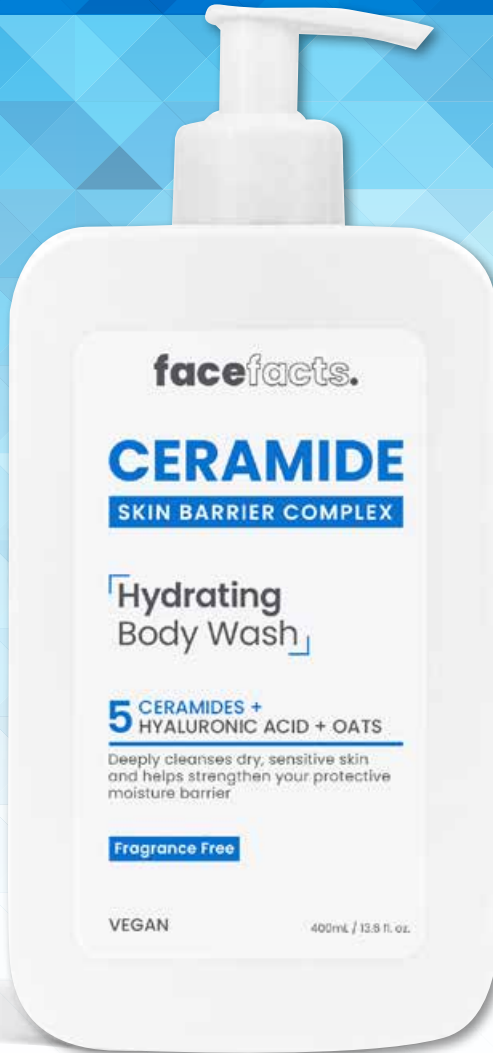 facefacts.
CERAMIDE
SKIN BARRIER COMPLEX
Hydrating
Body Wash
5 CERAMIDES +
HYALURONIC ACID + OATS
Deeply cleanses dry, sensitive skin
and helps strengthen your protective
moisture barrier
Fragrance Free
VEGAN
400mL / 13.6 fl. oz.